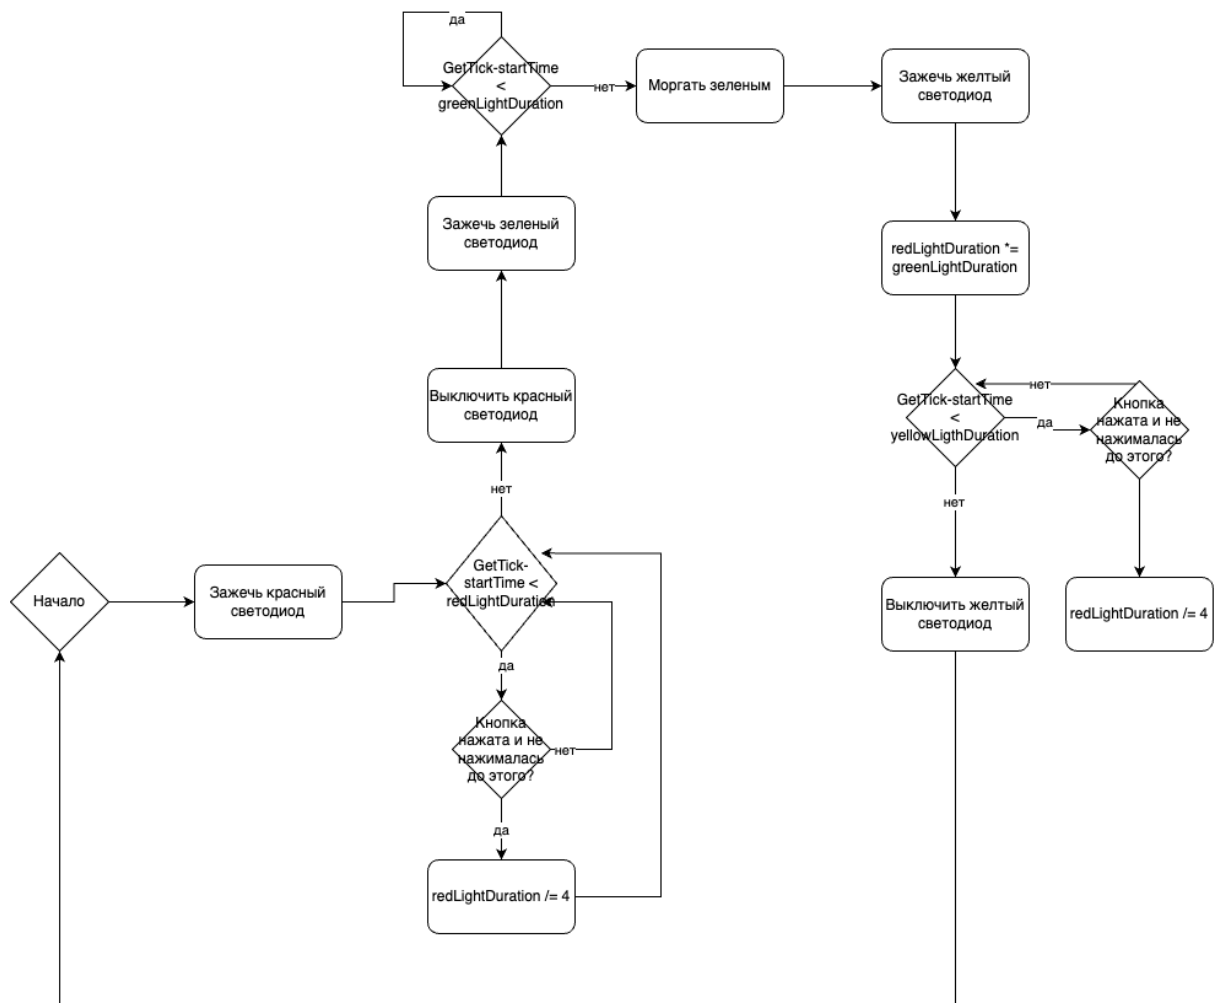 да
GetTick-startTime
<
greenLightDuration
нет
Моргать зеленым
Зажечь желтый
светодиод
Зажечь зеленый
светодиод
redLightDuration *=
greenLightDuration
Выключить красный
светодиод
GetTick-startTime
<
yellowLigthDuration
да
нет
Кнопка
нажата и не
нажималась
до этого?
нет
нет
Начало
Зажечь красный
светодиод
GetTick-
startTime <
redLightDuration
Выключить желтый
светодиод
redLightDuration /= 4
да
Кнопка
нажата и не
нажималась
до этого?
нет
да
redLightDuration /= 4